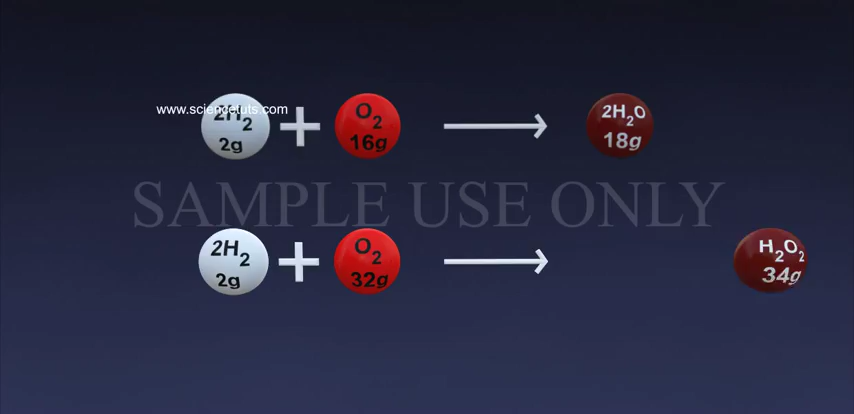 www.sciencetuts.com
2H₂
2g
+
O₂
16g
→
2H₂O
18g
SAMPLE USE ONLY
2H₂
2g
+
O₂
32g
→
H₂O₂
34g